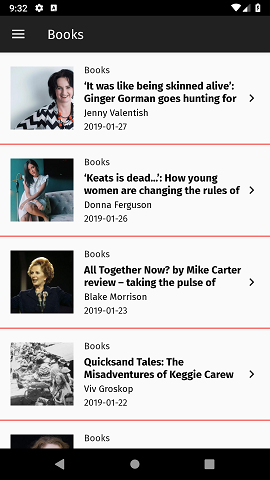 9:32
Books
Books
‘It was like being skinned alive’:
Ginger Gorman goes hunting for
Jenny Valentish
2019-01-27
Books
‘Keats is dead...’: How young
women are changing the rules of
Donna Ferguson
2019-01-26
Books
All Together Now? by Mike Carter
review – taking the pulse of
Blake Morrison
2019-01-23
Books
Quicksand Tales: The
Misadventures of Keggie Carew
Viv Groskop
2019-01-22
Books